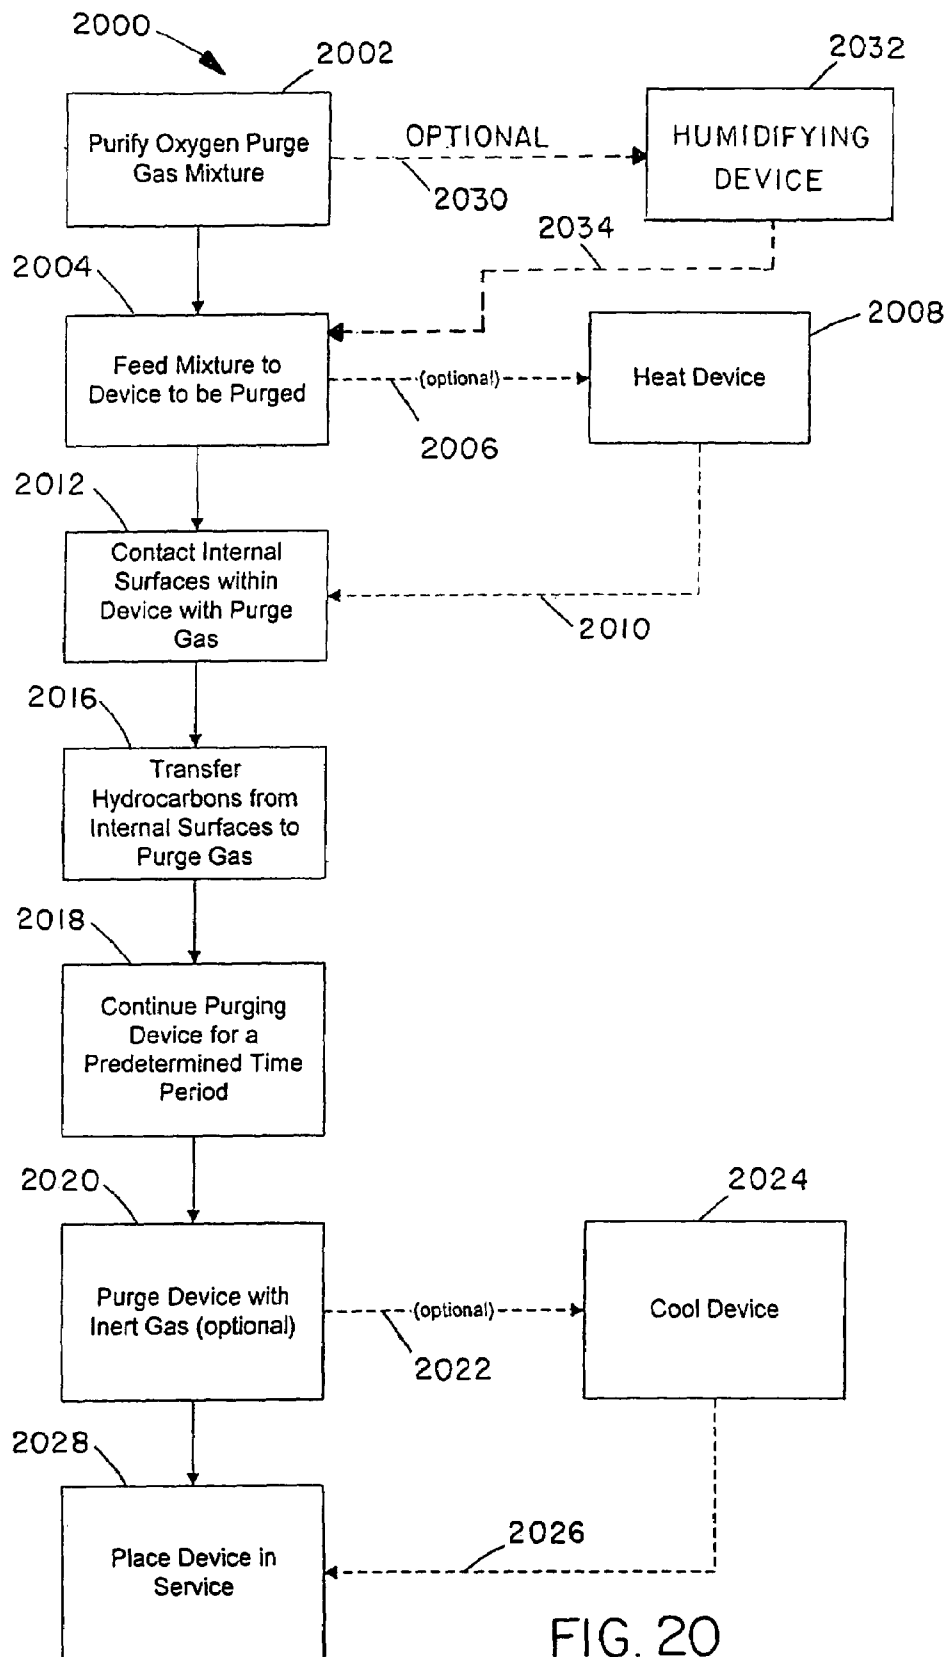 2000
2002
2032
Purify Oxygen Purge
Gas Mixture
OPTIONAL
2030
HUMIDIFYING
DEVICE
2034
2004
2008
Feed Mixture to
Device to be Purged
(optional)
2006
Heat Device
2012
Contact Internal
Surfaces within
Device with Purge
Gas
2010
2016
Transfer
Hydrocarbons from
Internal Surfaces to
Purge Gas
2018
Continue Purging
Device for a
Predetermined Time
Period
2020
2024
Purge Device with
Inert Gas (optional)
(optional)
2022
Cool Device
2028
2026
Place Device in
Service
FIG. 20